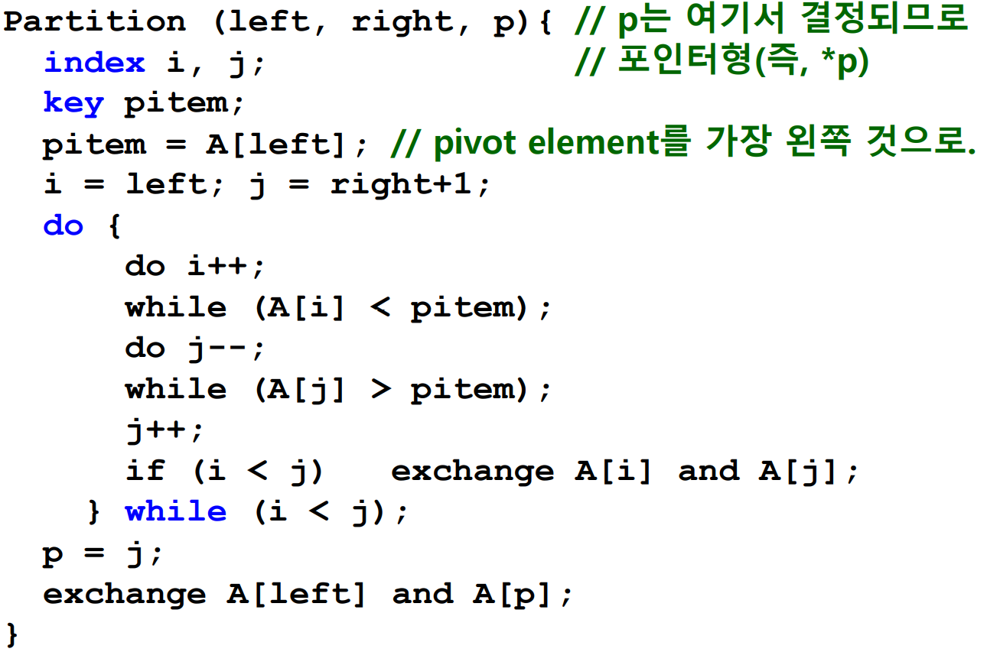 Partition (left, right, p){ // p는 여기서 결정되므로
index i, j; // 포인터형(즉, *p)
key pitem;
pitem = A[left]; // pivot element를 가장 왼쪽 것으로.
i = left; j = right+1;
do {
do i++;
while (A[i] < pitem);
do j--;
while (A[j] > pitem);
j++;
if (i < j) exchange A[i] and A[j];
} while (i < j);
p = j;
exchange A[left] and A[p];
}